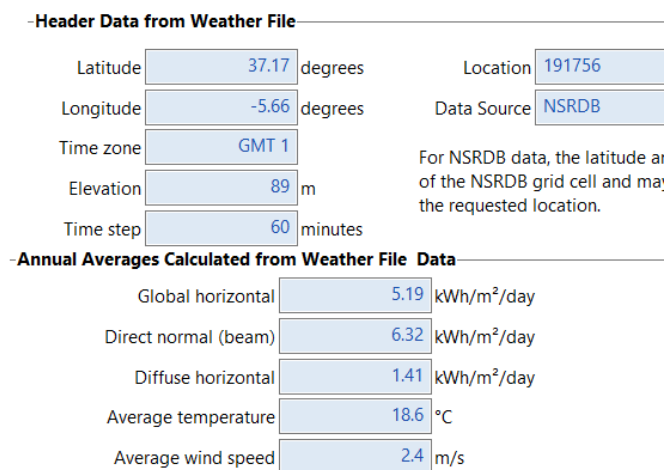 Header Data from Weather File
Latitude 37.17 degrees Location 191756
Longitude -5.66 degrees Data Source NSRDB
Time zone GMT 1
For NSRDB data, the latitude
Elevation 89 m of the NSRDB grid cell and may
the requested location.
Time step 60 minutes
Annual Averages Calculated from Weather File Data
Global horizontal 5.19 kWh/m²/day
Direct normal (beam) 6.32 kWh/m²/day
Diffuse horizontal 1.41 kWh/m²/day
Average temperature 18.6 °C
Average wind speed 2.4 m/s